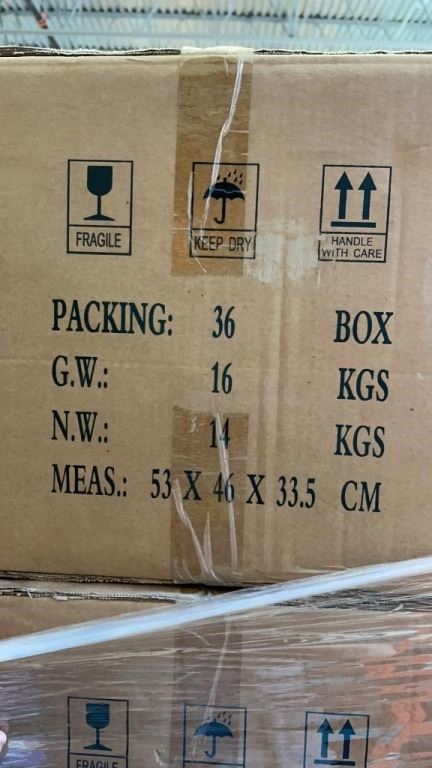 FRAGILE
KEEP DRY
HANDLE
WITH CARE
PACKING: 36 BOX
G.W.: 16 KGS
N.W.: 14 KGS
MEAS.: 53 X 46 X 33.5 CM
FRAGILE